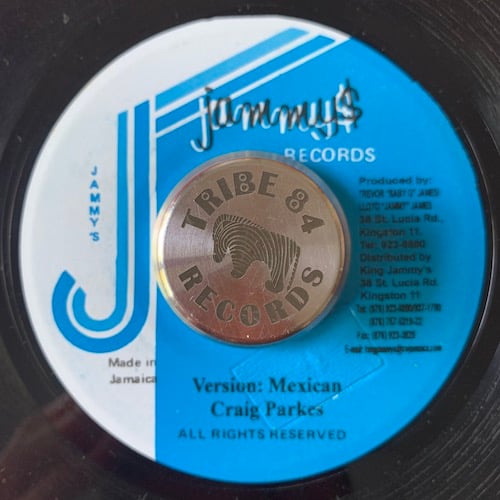 jammy$
RECORDS
JAMMY'S
TRIBE 84
RECORDS
Produced by:
TREVOR "BABY G" JAMES
LLOYD "JAMMY" JAMES
38 St. Lucia Rd.,
Kingston 11.
Tel: 923-8880
Distributed by
King Jammy's
38 St. Lucia Rd.
Kingston 11
Made in
Jamaica
Version: Mexican
Craig Parkes
ALL RIGHTS RESERVED